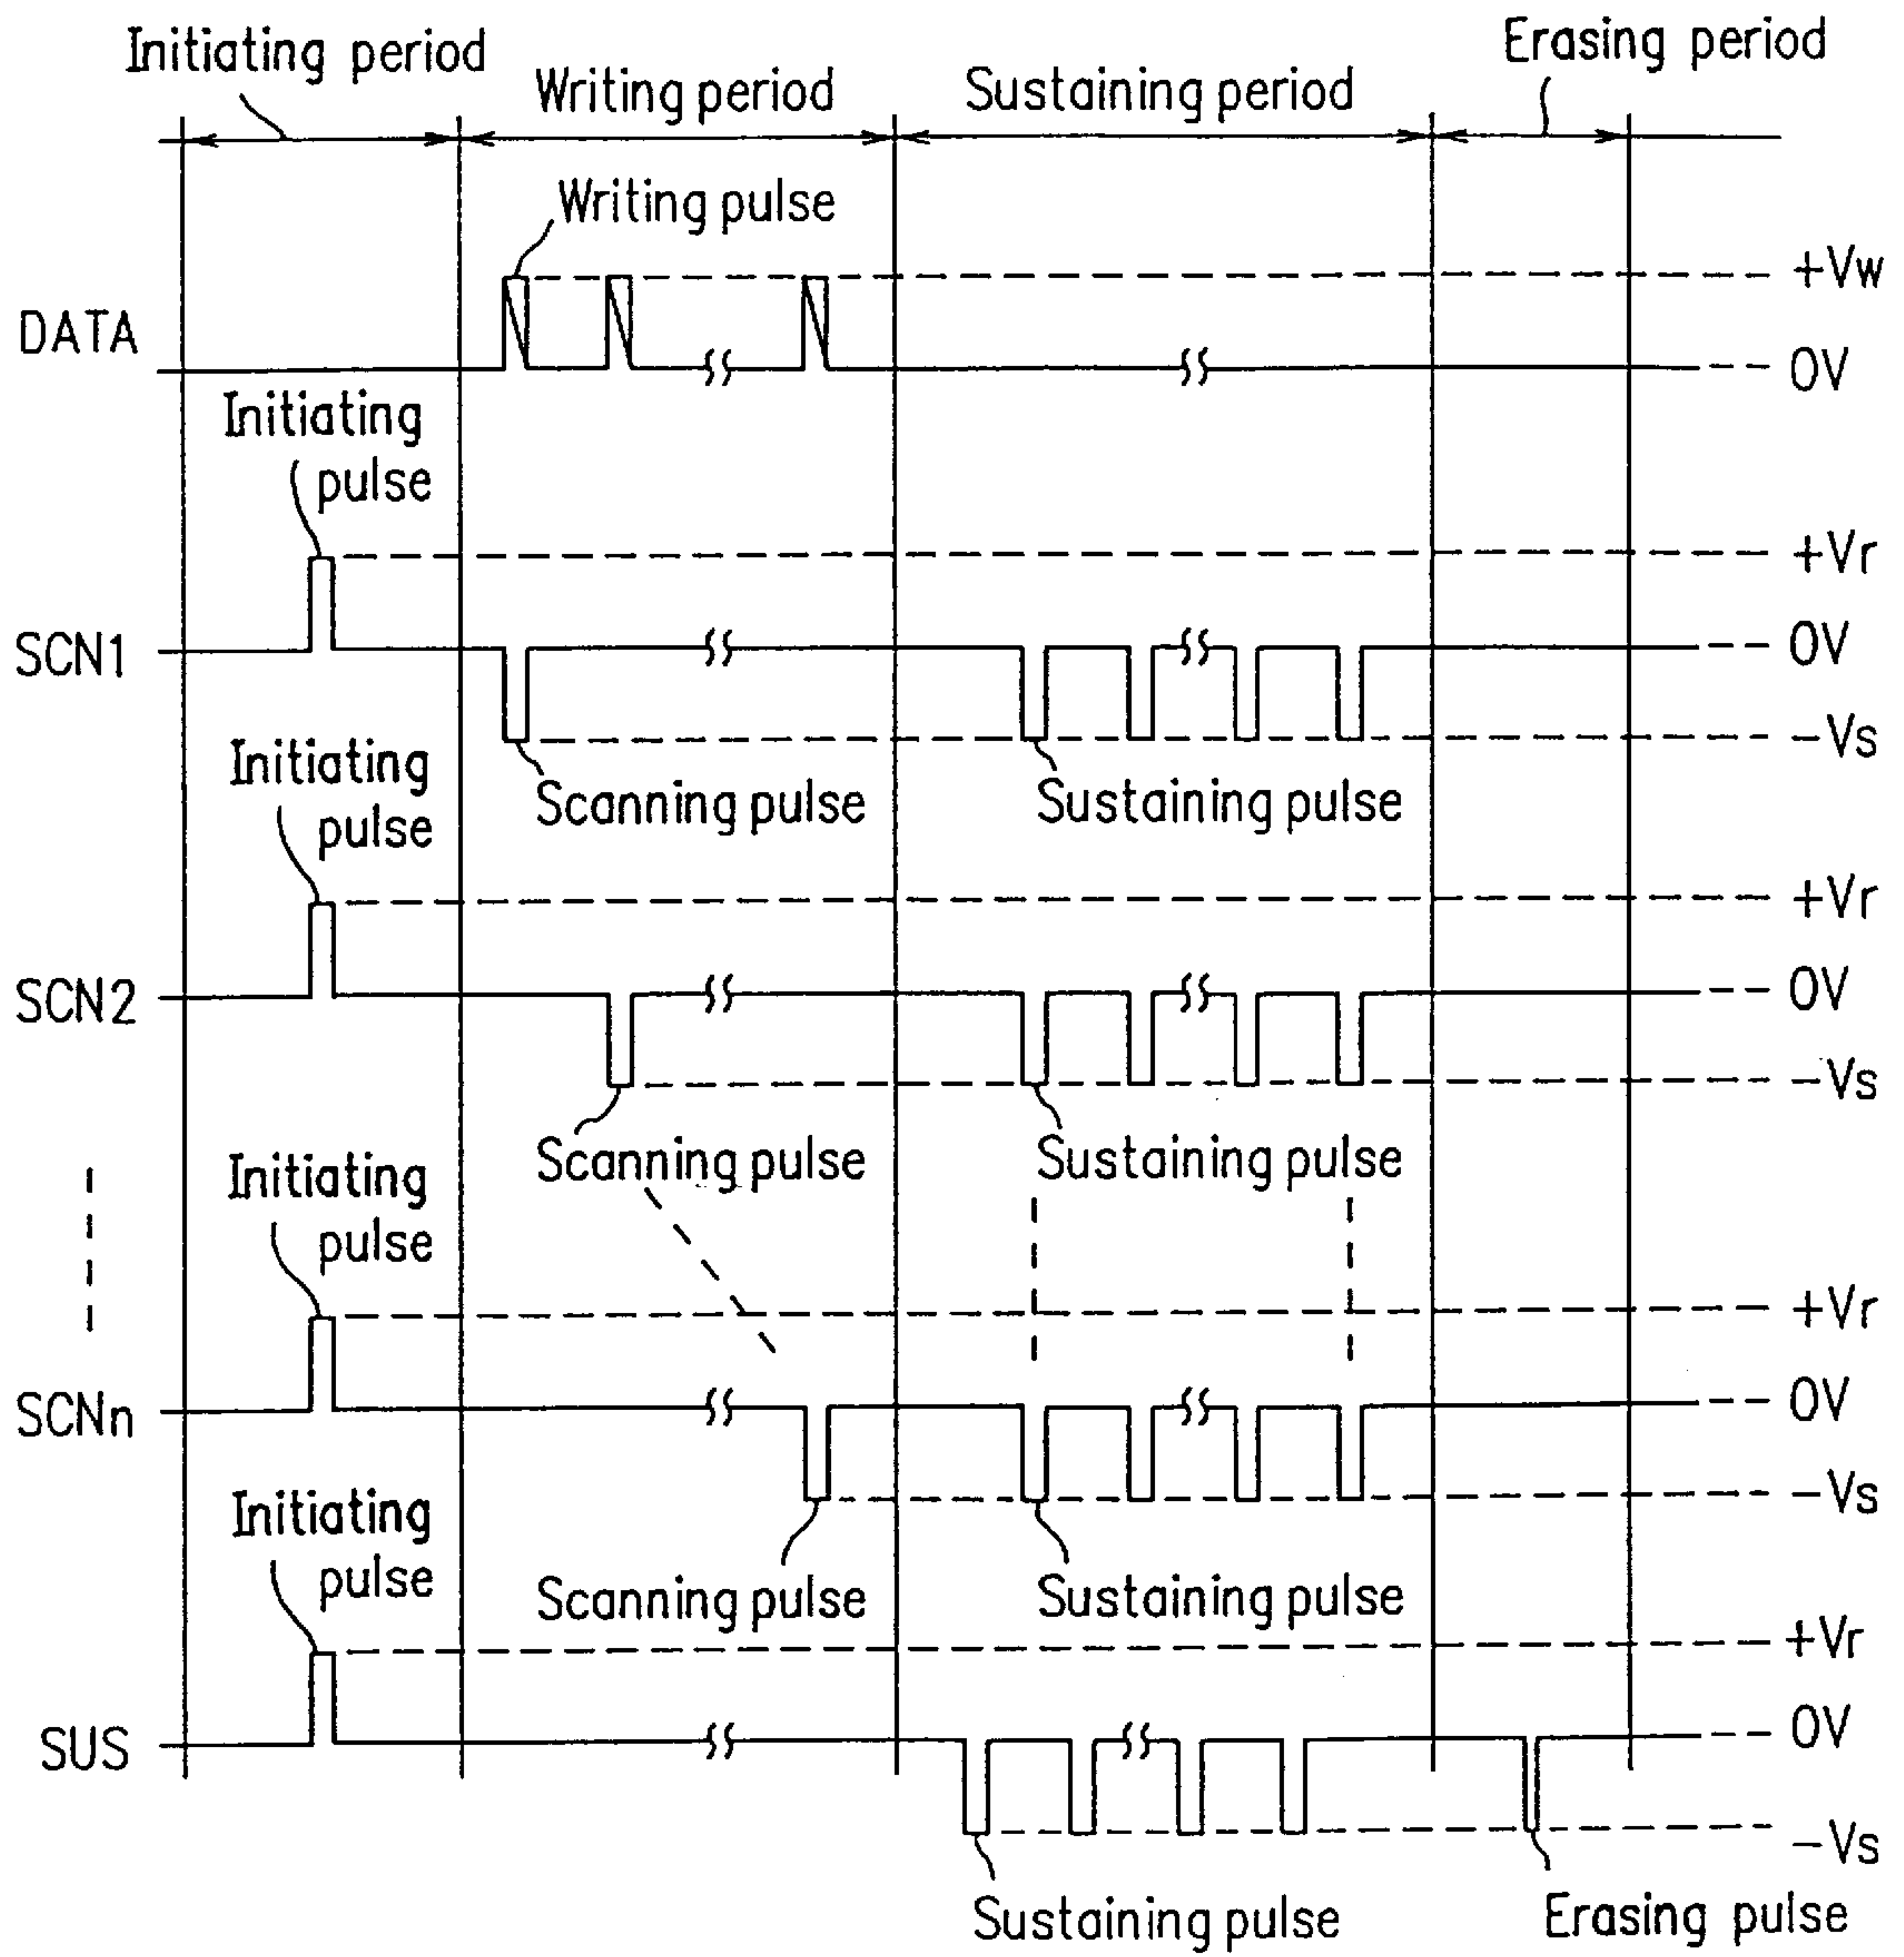 Initiating period
Writing period
Sustaining period
Erasing period
Writing pulse
+Vw
DATA
0V
Initiating
pulse
+Vr
SCN1
0V
-Vs
Scanning pulse
Sustaining pulse
Initiating
pulse
+Vr
SCN2
0V
-Vs
Scanning pulse
Sustaining pulse
Initiating
pulse
+Vr
SCNn
0V
-Vs
Scanning pulse
Sustaining pulse
Initiating
pulse
+Vr
SUS
0V
-Vs
Sustaining pulse
Erasing pulse